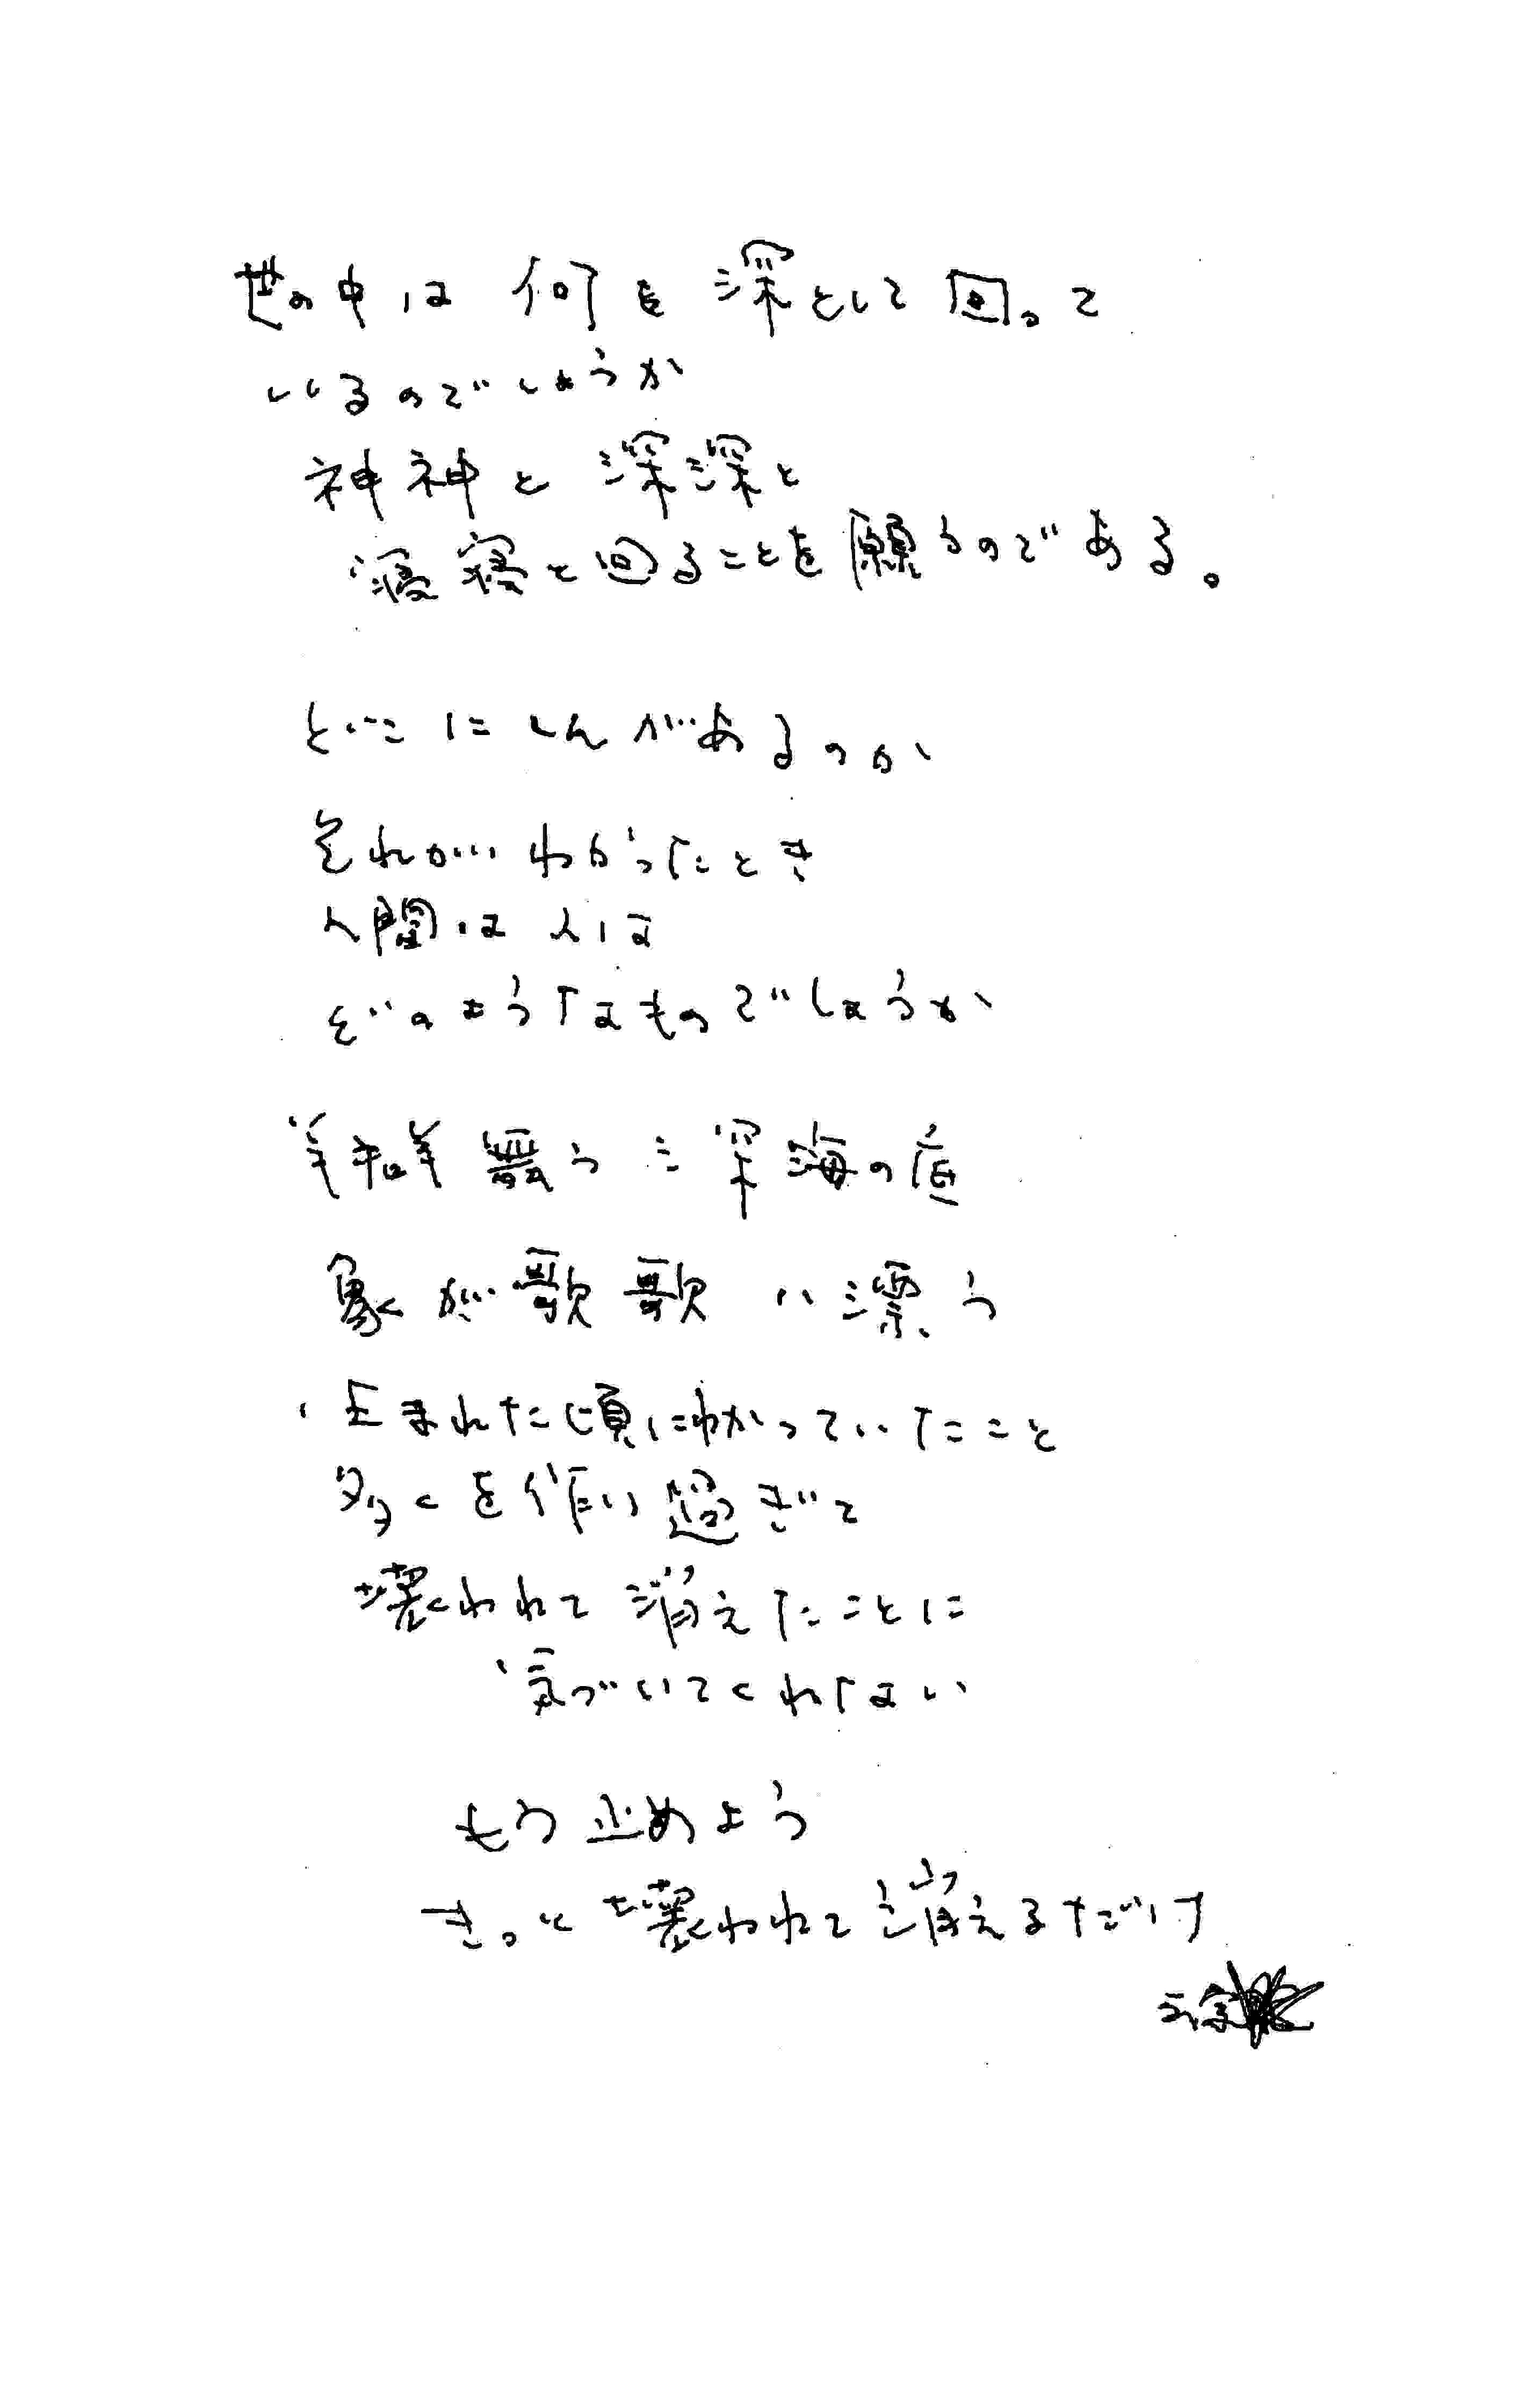 世の中は何を深として回って
いるのでしょうか
神神と深深と
寝寝と回ることを願うのである。
どこにしんがあるのか
それがわかったとき
人間は人は
どのようなものでしょうか
羊和羊舞う深海の底
象が歌歌い漂う
生まれた頃にわかっていたこと
多くを作り過ぎて
壊われて消えたことに
気づいてくれない
もう止めよう
きっと壊われて消えるだけ